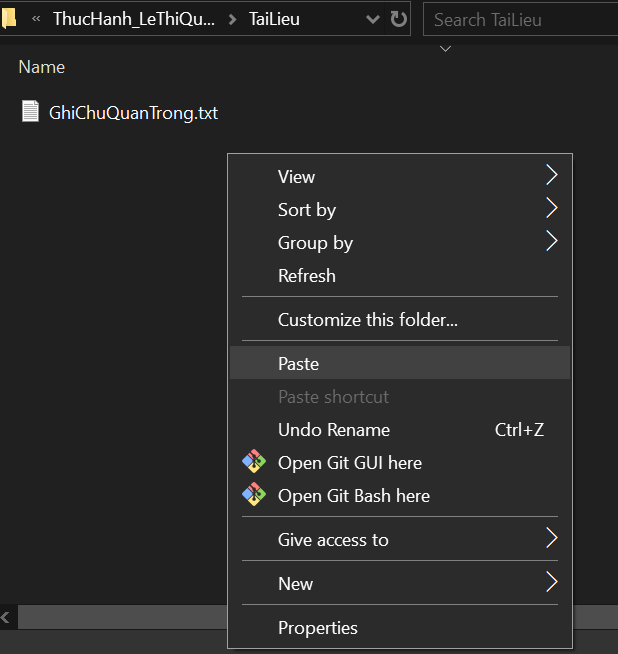 « ThucHanh_LeThiQu... > TaiLieu
Search TaiLieu
Name
GhiChuQuanTrong.txt
View
Sort by
Group by
Refresh
Customize this folder...
Paste
Paste shortcut
Undo Rename Ctrl+Z
Open Git GUI here
Open Git Bash here
Give access to
New
Properties